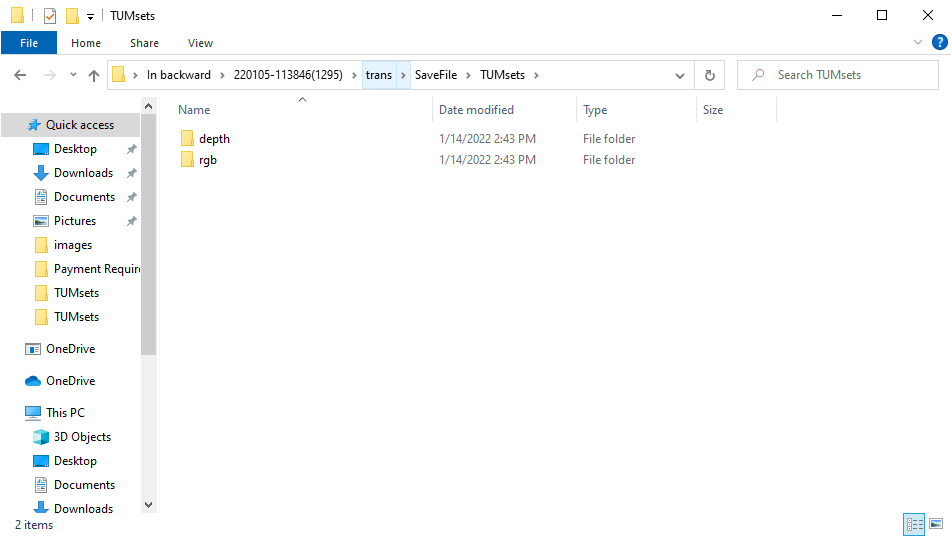 TUMsets
File Home Share View
In backward 220105-113846(1295) trans SaveFile TUMsets
Search TUMsets
Name Date modified Type Size
Quick access
Desktop
Downloads
Documents
Pictures
images
Payment Require
TUMsets
TUMsets
OneDrive
OneDrive
This PC
3D Objects
Desktop
Documents
Downloads
depth 1/14/2022 2:43 PM File folder
rgb 1/14/2022 2:43 PM File folder
2 items